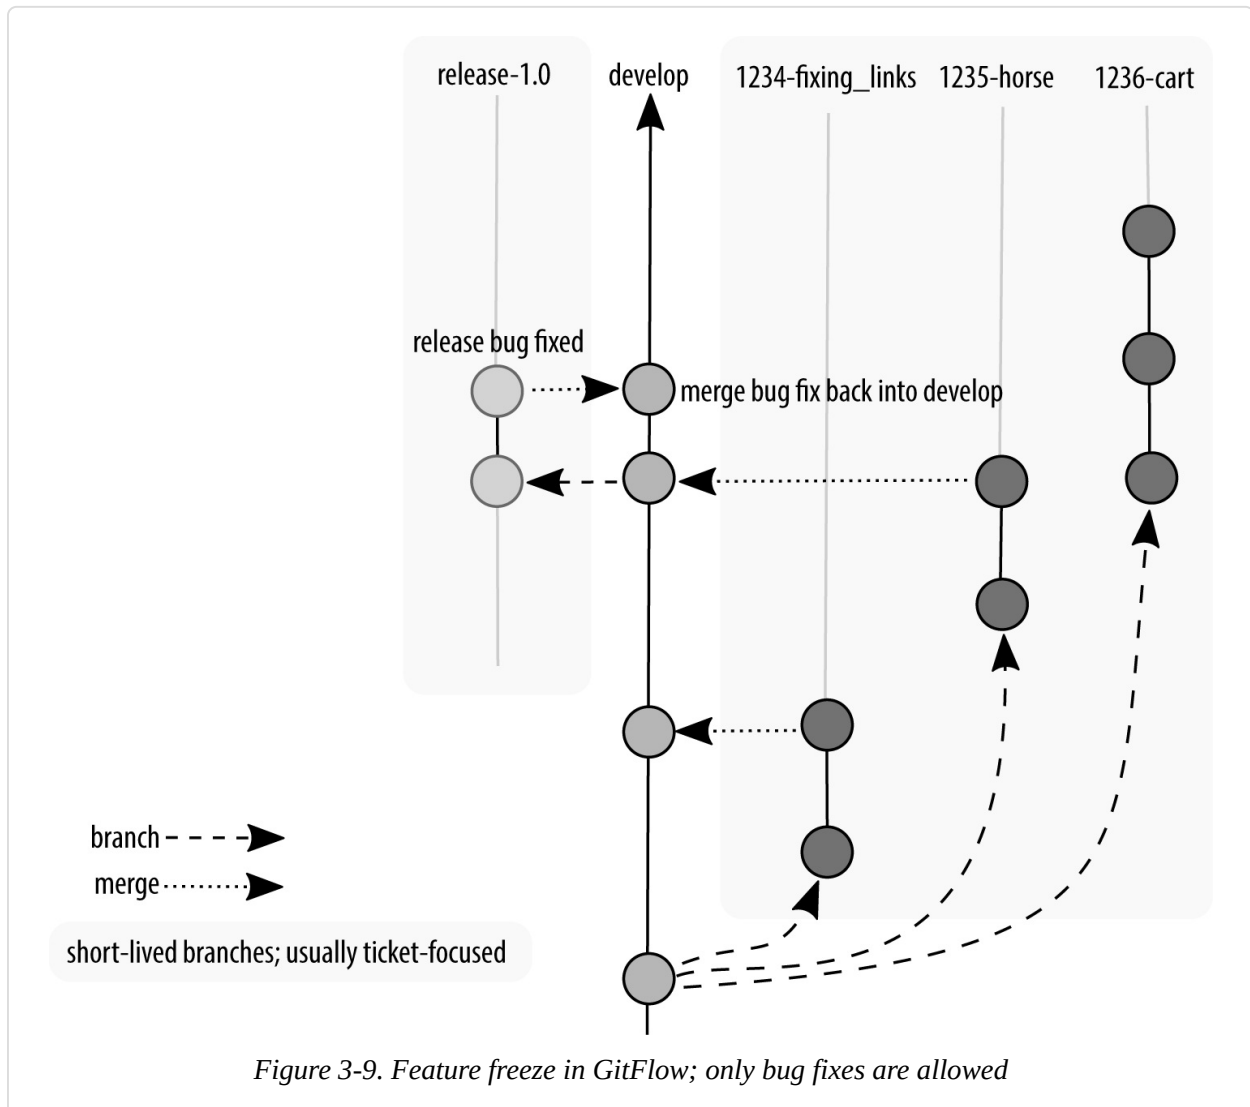 release-1.0
develop
1234-fixing_links
1235-horse
1236-cart
release bug fixed
merge bug fix back into develop
branch
merge
short-lived branches; usually ticket-focused
Figure 3-9. Feature freeze in GitFlow; only bug fixes are allowed